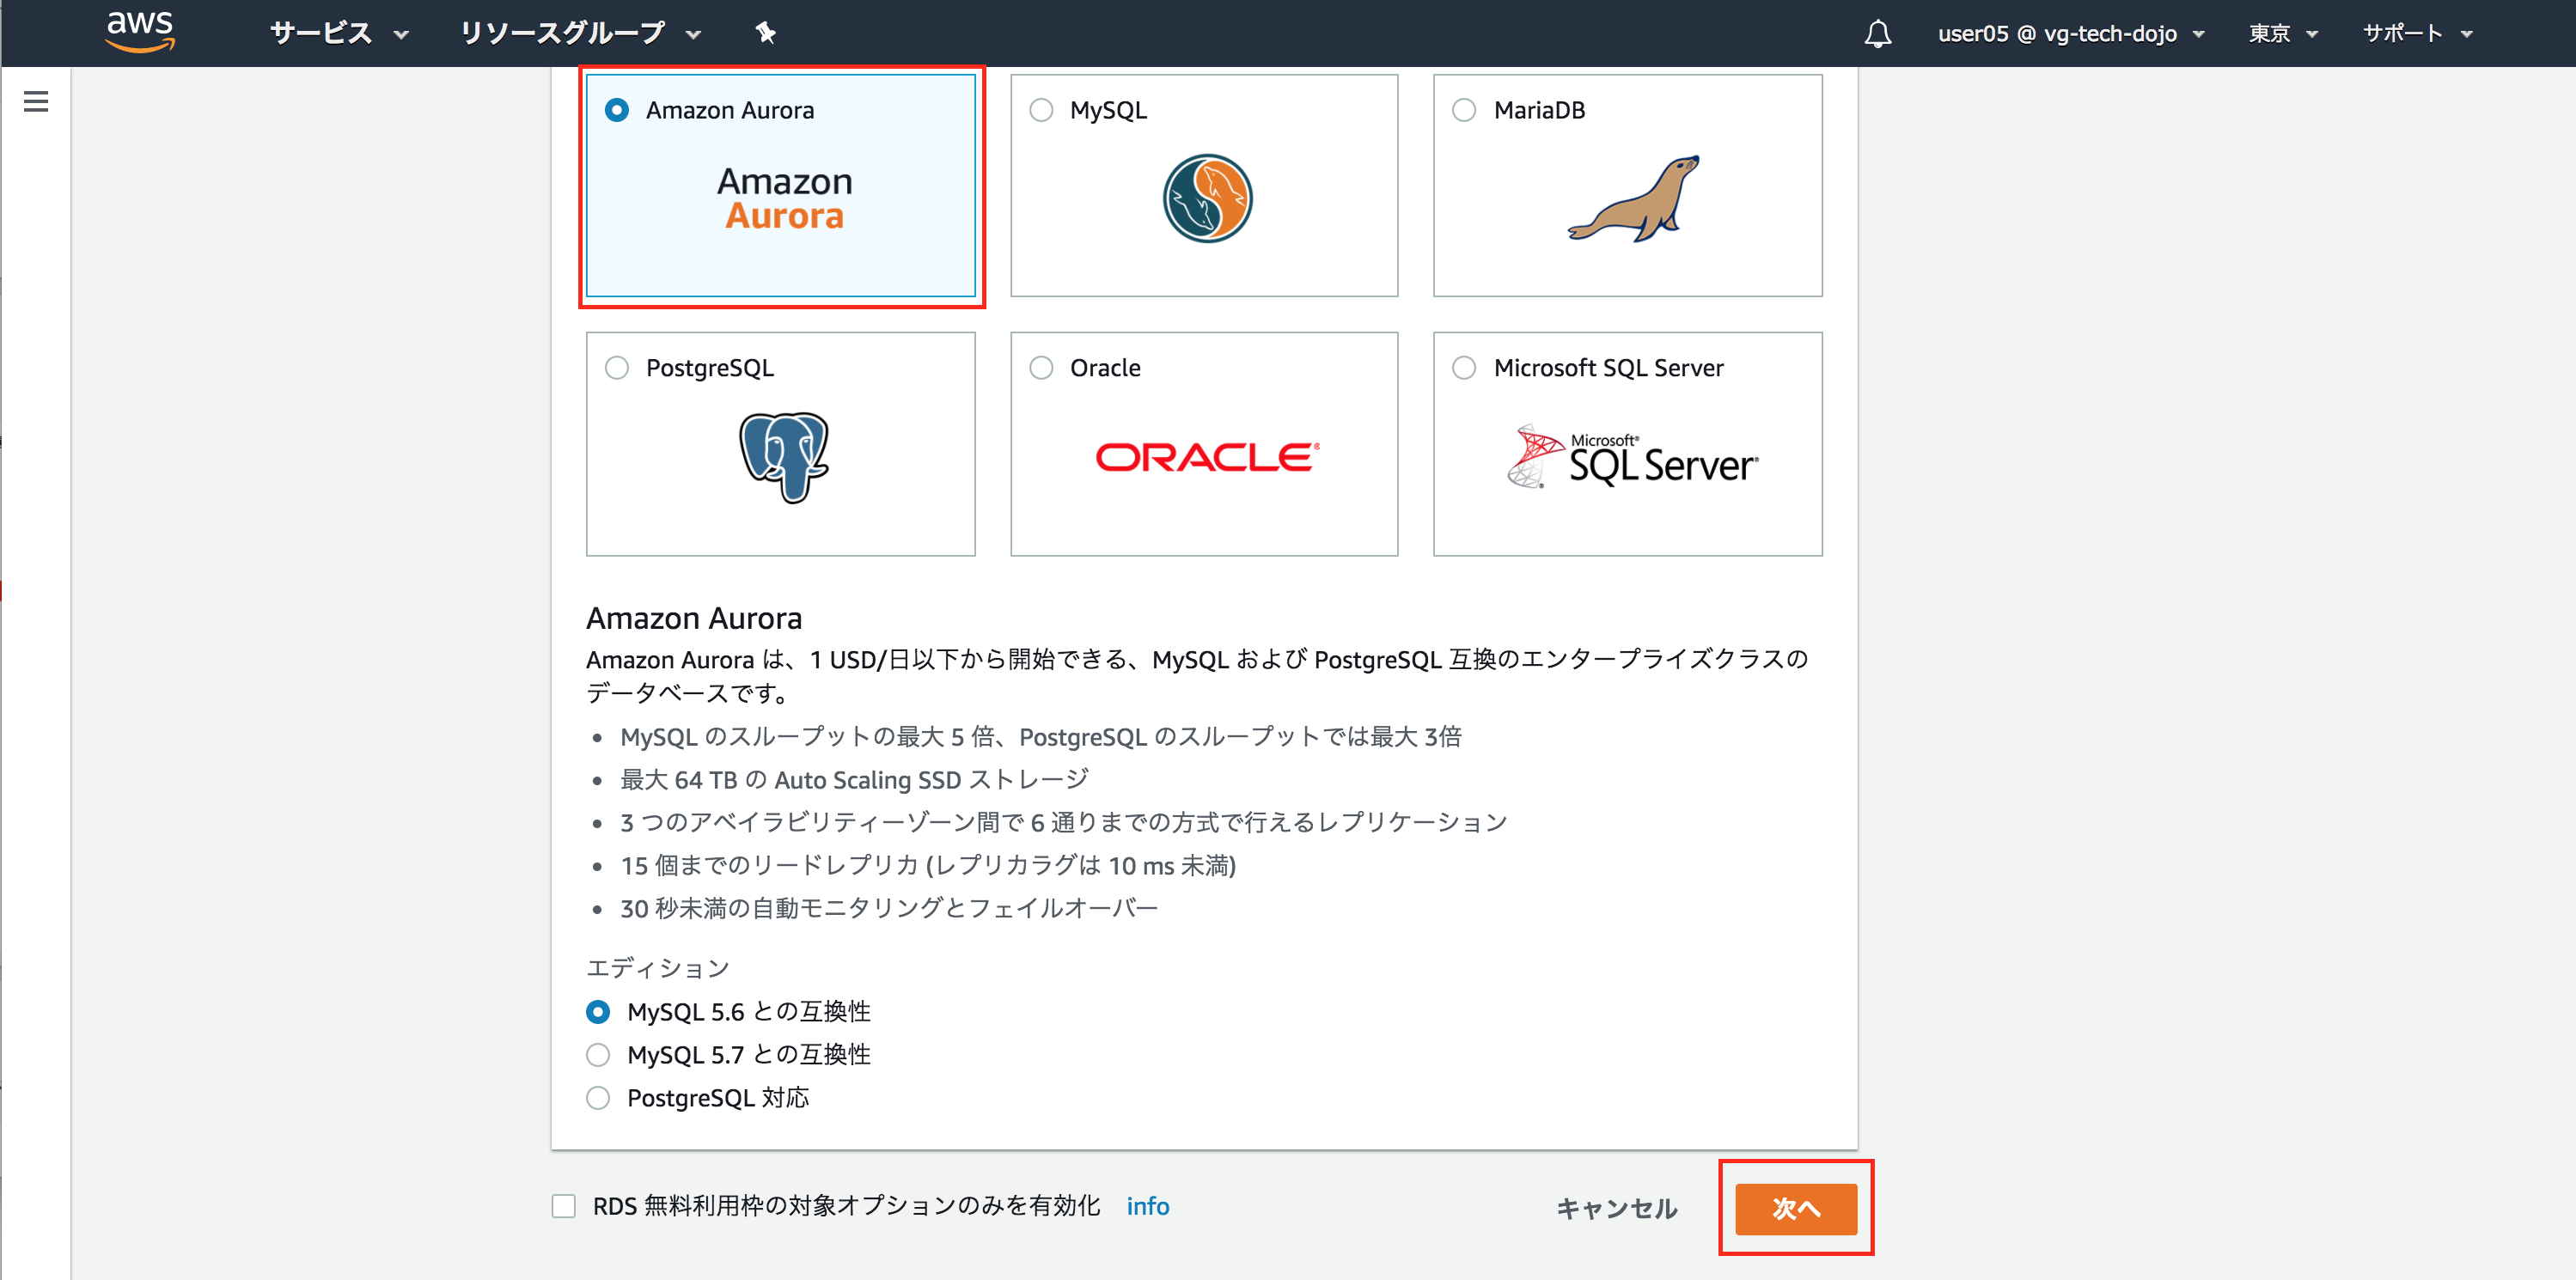 aws サービス リソースグループ user05 @ vg-tech-dojo 東京 サポート
Amazon Aurora
Amazon
Aurora
MySQL
MariaDB
PostgreSQL
Oracle
ORACLE®
Microsoft SQL Server
Microsoft®
SQL Server®
Amazon Aurora
Amazon Aurora は、1 USD/日以下から開始できる、MySQL および PostgreSQL 互換のエンタープライズクラスの
データベースです。
• MySQL のスループットの最大 5 倍、PostgreSQL のスループットでは最大 3倍
• 最大 64 TB の Auto Scaling SSD ストレージ
• 3 つのアベイラビリティーゾーン間で 6 通りまでの方式で行えるレプリケーション
• 15 個までのリードレプリカ (レプリカラグは 10 ms 未満)
• 30 秒未満の自動モニタリングとフェイルオーバー
エディション
MySQL 5.6 との互換性
MySQL 5.7 との互換性
PostgreSQL 対応
RDS 無料利用枠の対象オプションのみを有効化 info
キャンセル 次へ